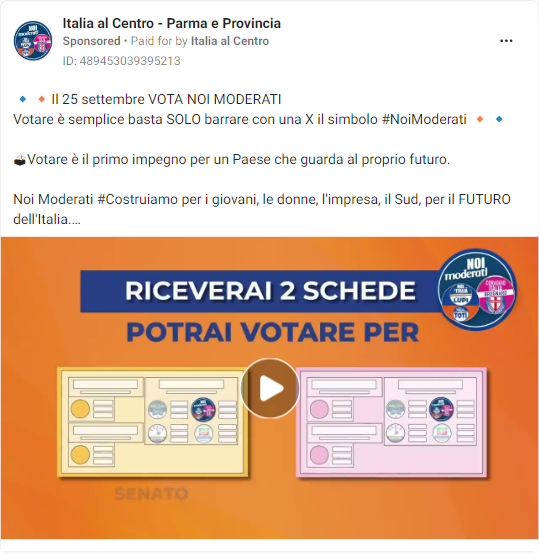 Italia al Centro - Parma e Provincia
Sponsored • Paid for by Italia al Centro
ID: 489453039395213
🔹 🔸 Il 25 settembre VOTA NOI MODERATI
Votare è semplice basta SOLO barrare con una X il simbolo #NoiModerati 🔸 🔹
🗳️Votare è il primo impegno per un Paese che guarda al proprio futuro.
Noi Moderati #Costruiamo per i giovani, le donne, l'impresa, il Sud, per il FUTURO
dell'Italia.…
RICEVERAI 2 SCHEDE
POTRAI VOTARE PER
NOI
moderati
LUPI
TOTI
SENATO